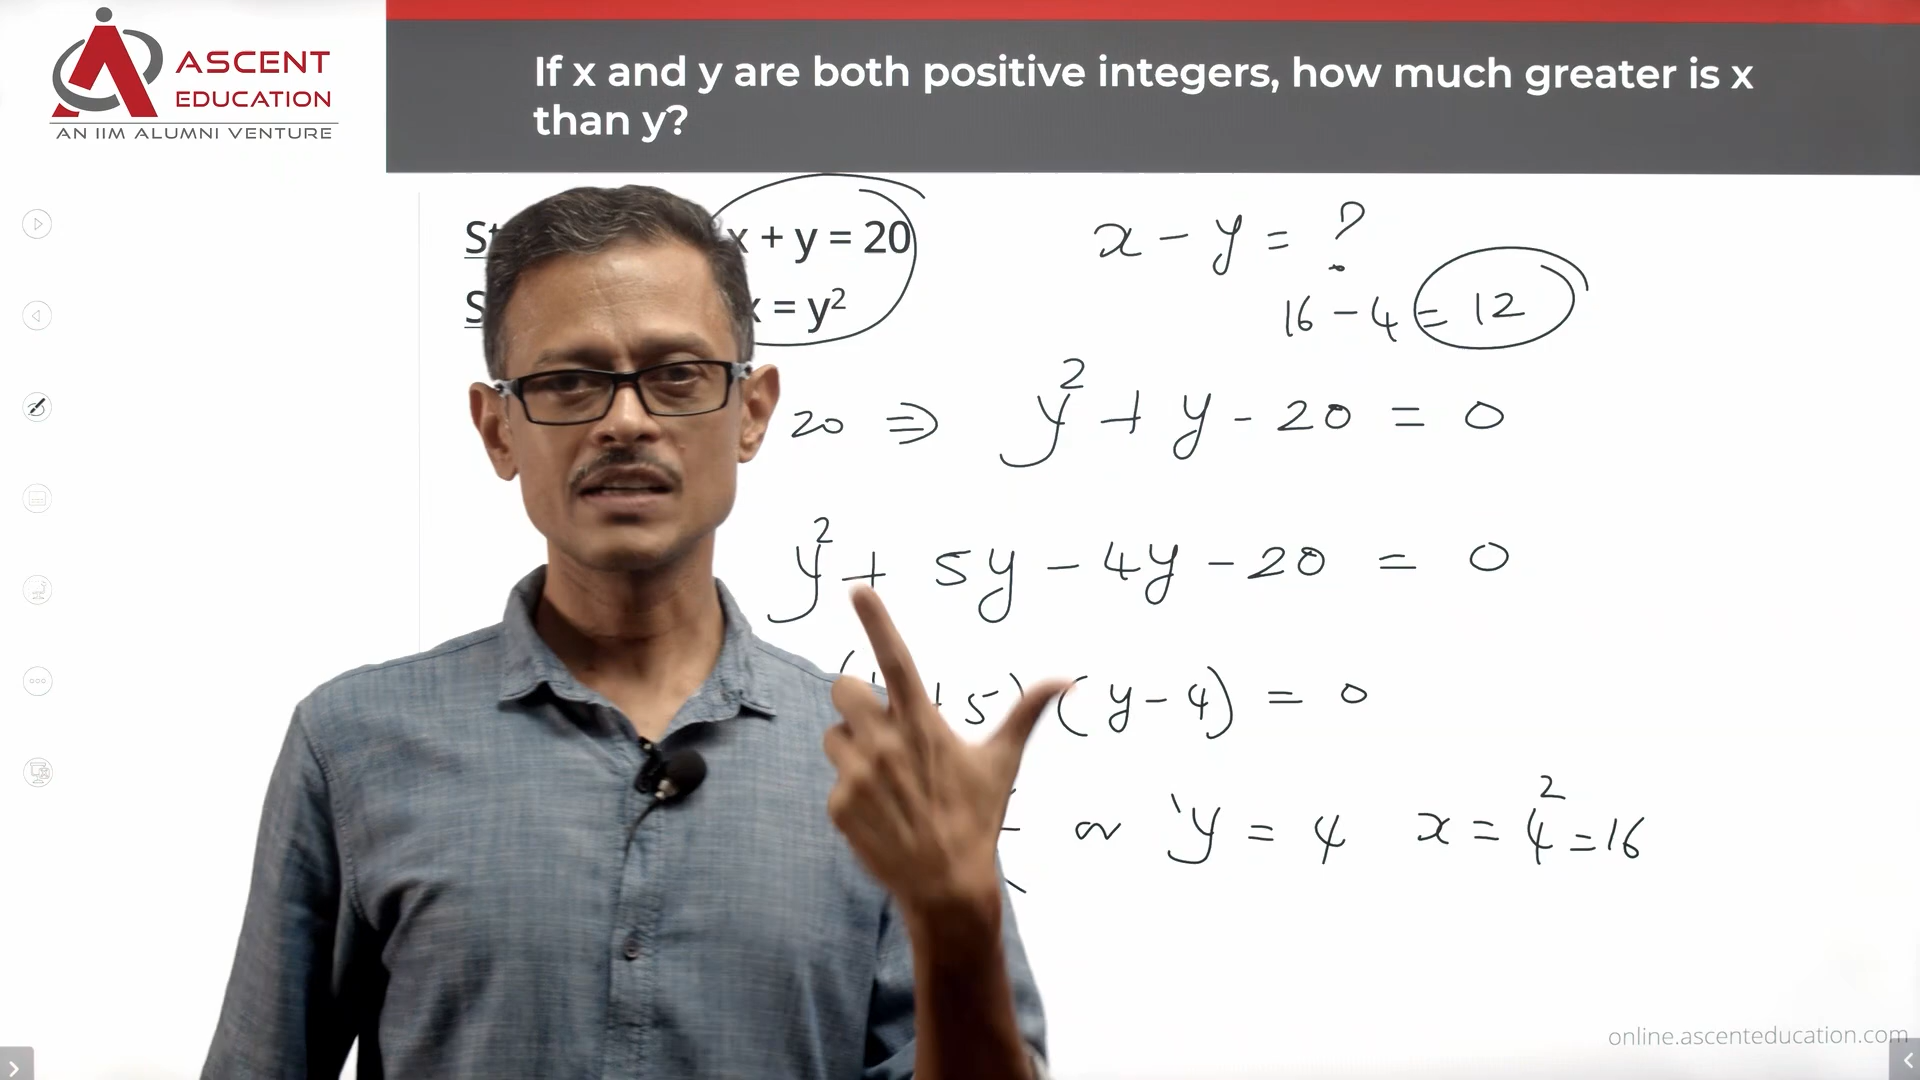 ASCENT
EDUCATION
AN IIM ALUMNI VENTURE
If x and y are both positive integers, how much greater is x
than y?
x + y = 20
x = y²
x - y = ?
16 - 4 = 12
20 ⇒ y² + y - 20 = 0
y² + 5y - 4y - 20 = 0
+ 5) (y - 4) = 0
or y = 4 x = 4² = 16
online.ascenteducation.com